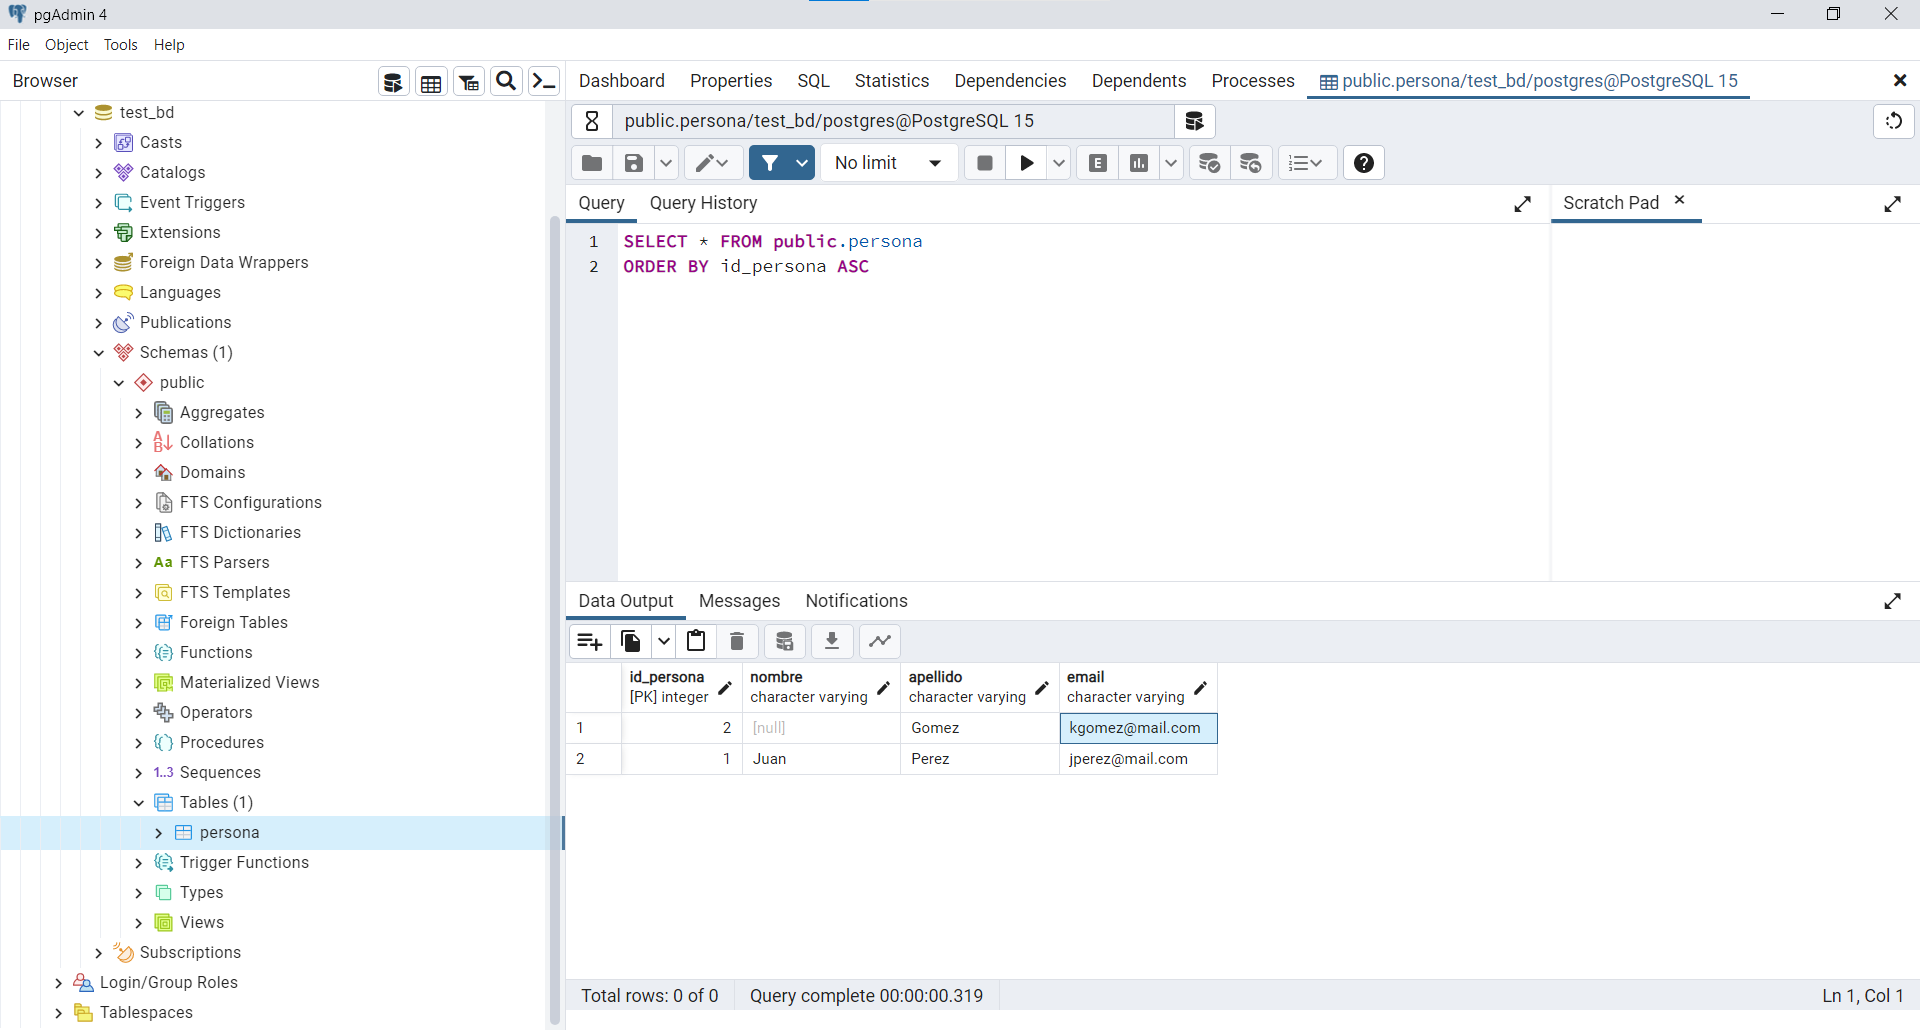 pgAdmin 4
File Object Tools Help
Browser
Dashboard Properties SQL Statistics Dependencies Dependents Processes public.persona/test_bd/postgres@PostgreSQL 15
public.persona/test_bd/postgres@PostgreSQL 15
No limit
E
Query Query History
Scratch Pad
1 SELECT * FROM public.persona
2 ORDER BY id_persona ASC
test_bd
Casts
Catalogs
Event Triggers
Extensions
Foreign Data Wrappers
Languages
Publications
Schemas (1)
public
Aggregates
Collations
Domains
FTS Configurations
FTS Dictionaries
Aa FTS Parsers
FTS Templates
Foreign Tables
Functions
Materialized Views
Operators
Procedures
1..3 Sequences
Tables (1)
persona
Trigger Functions
Types
Views
Subscriptions
Login/Group Roles
Tablespaces
Data Output Messages Notifications
id_persona nombre apellido email
[PK] integer character varying character varying character varying
1 2 [null] Gomez kgomez@mail.com
2 1 Juan Perez jperez@mail.com
Total rows: 0 of 0 Query complete 00:00:00.319 Ln 1, Col 1